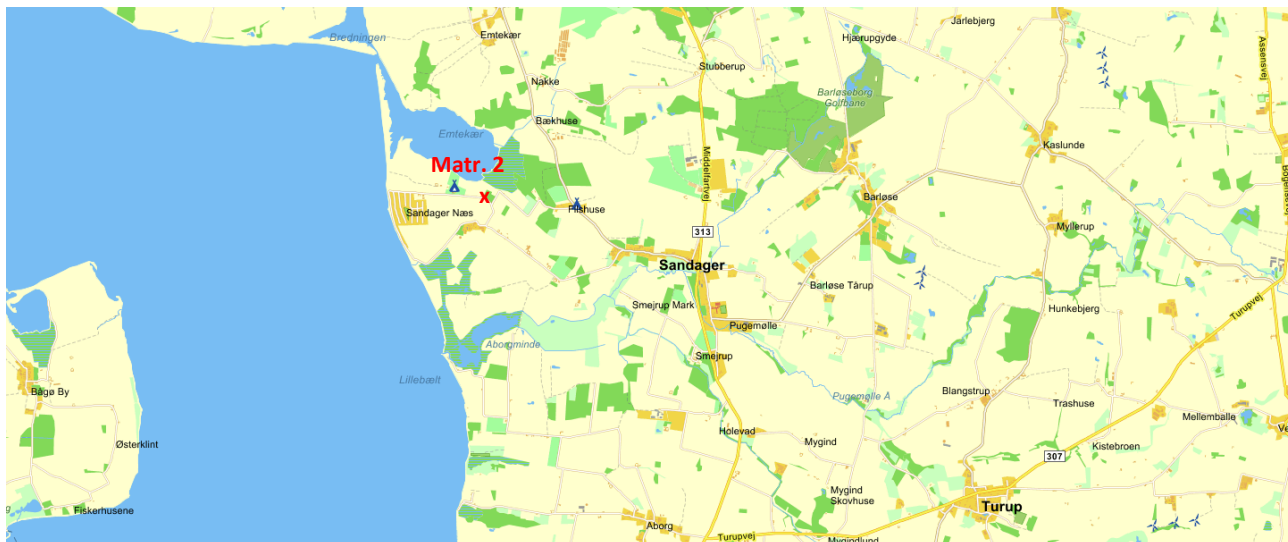 Jarlebjerg
Emtekær
Bredningen
Hjærupgyde
Assensvej
Stubberup
Nakke
Barløseborg
Golfbane
Bækhuse
Emtekær
Kaslunde
Middelfartvej
Matr. 2
x
Barløse
Sandager Næs
Flishuse
Myllerup
313
Sandager
Barløse Tårup
Smejrup Mark
Hunkebjerg
Turupvej
Pugemølle
Aborgminde
Smejrup
Lillebælt
Bågø By
Pugemølle Å
Blangstrup
Trashuse
Mellemballe
Holevad
Mygind
Østerklint
Kistebroen
307
Mygind
Skovhuse
Turup
Fiskerhusene
Aborg
Turupvej
Mygindlund